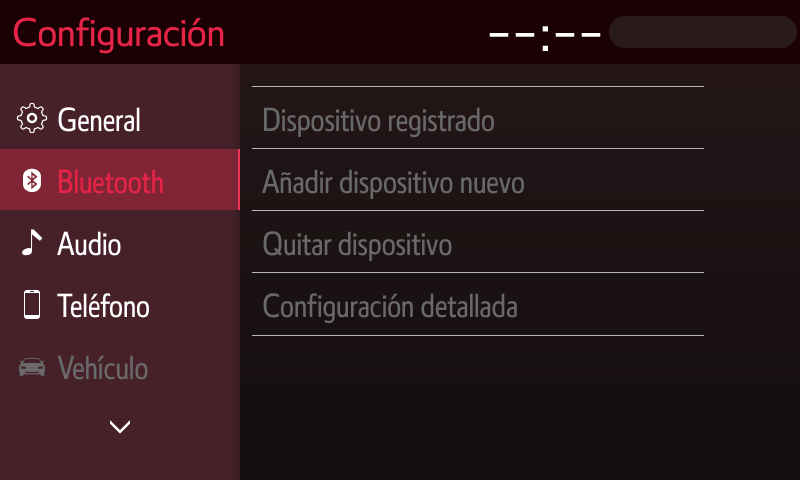 Configuración
--:--
General
Bluetooth
Audio
Teléfono
Vehículo
Dispositivo registrado
Añadir dispositivo nuevo
Quitar dispositivo
Configuración detallada